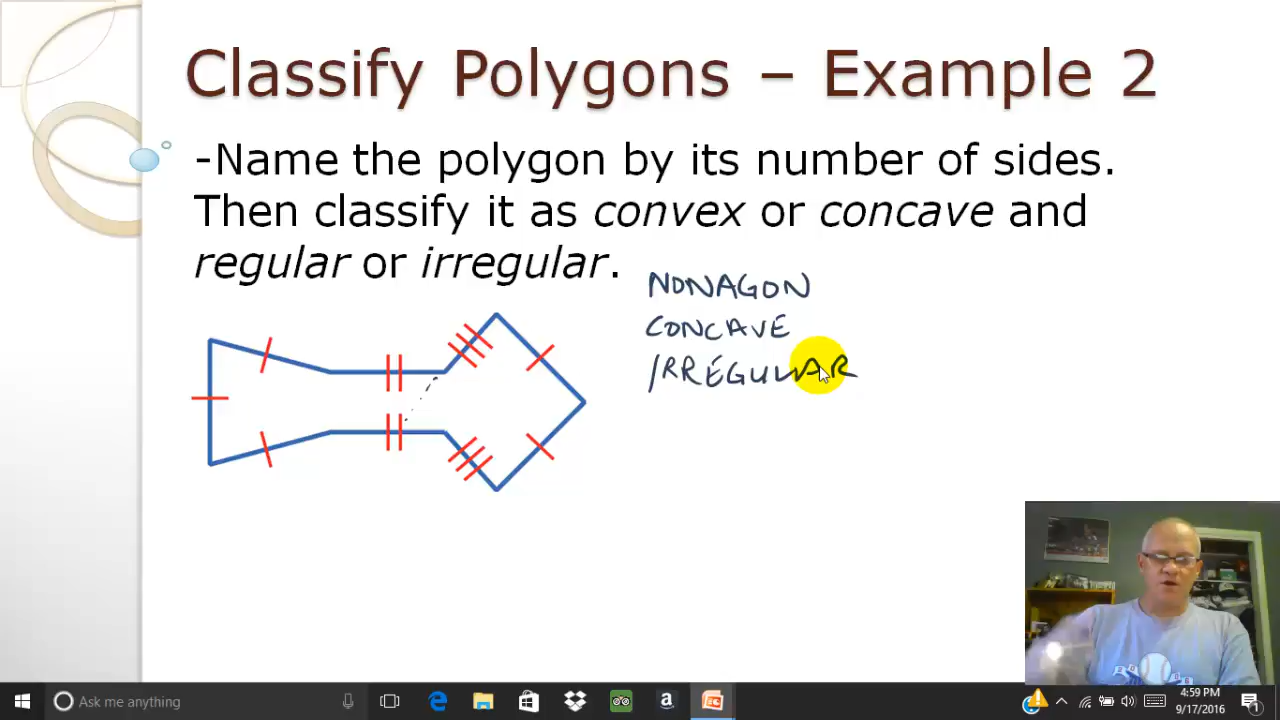 Classify Polygons – Example 2
-Name the polygon by its number of sides.
Then classify it as convex or concave and
regular or irregular.
NONAGON
CONCAVE
IRREGULAR
Ask me anything
4:59 PM
9/17/2016